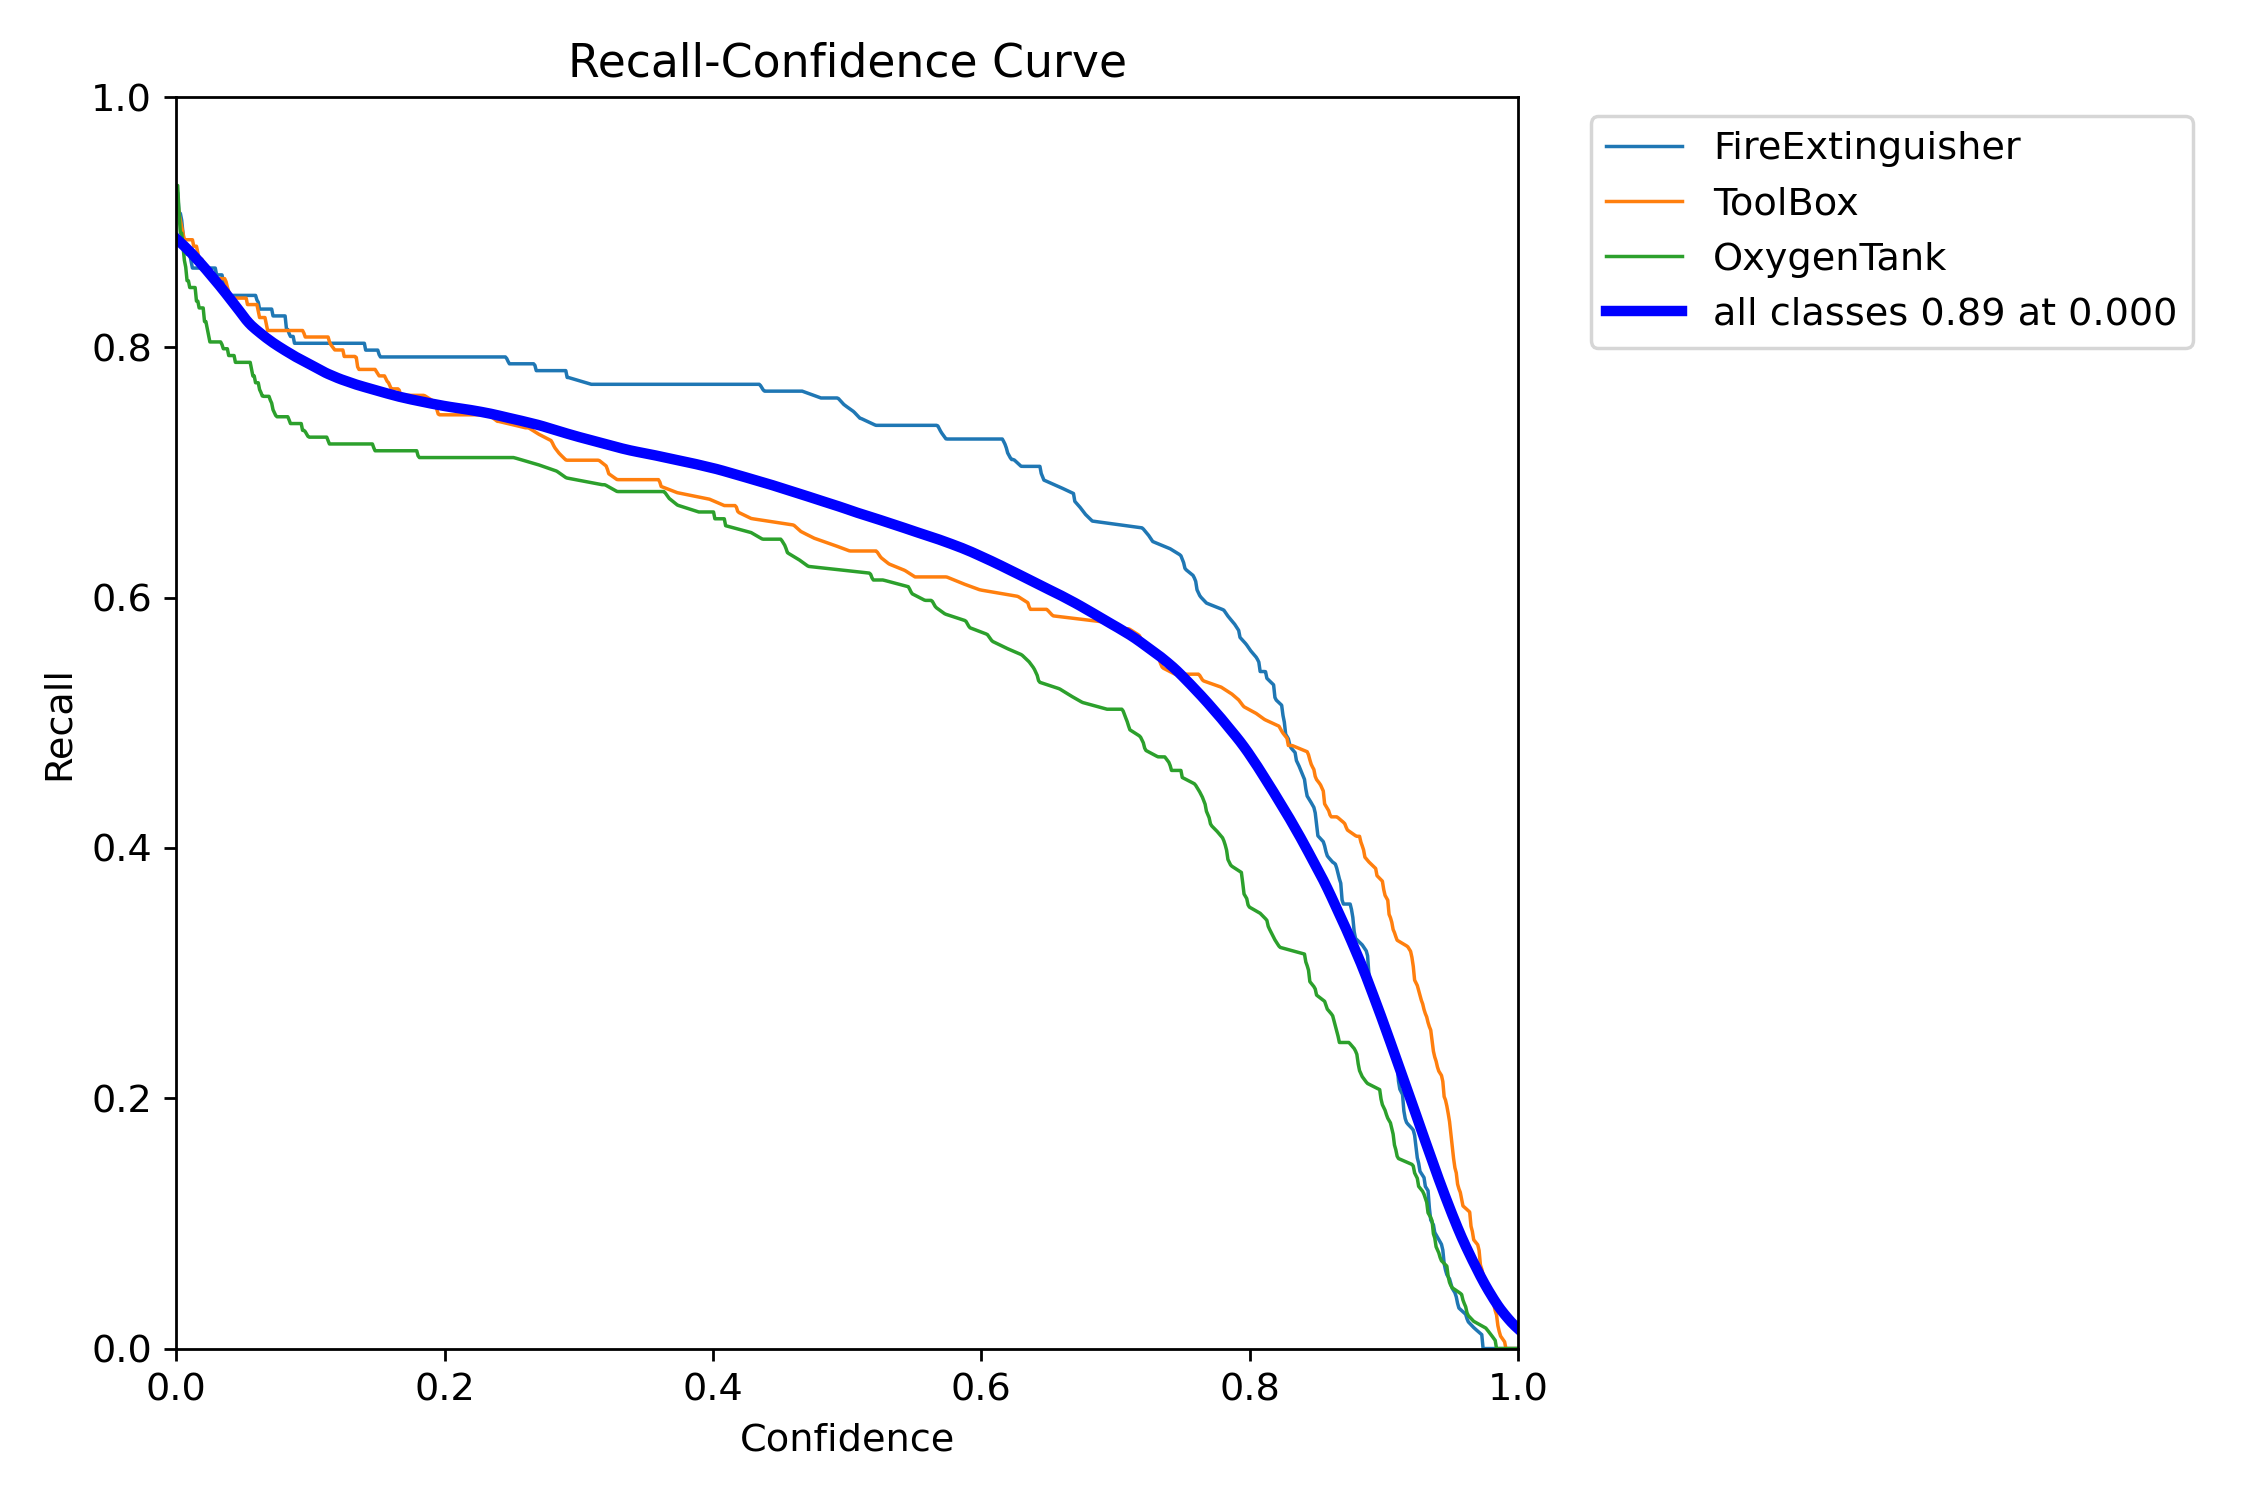 Recall-Confidence Curve
1.0
0.8
0.6
0.4
0.2
0.0
Recall
0.0 0.2 0.4 0.6 0.8 1.0
Confidence
FireExtinguisher
ToolBox
OxygenTank
all classes 0.89 at 0.000